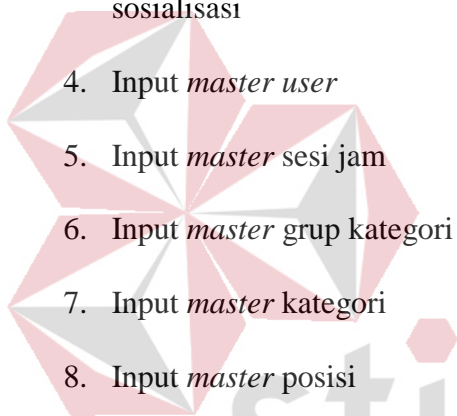 sosialisasi
4. Input master user
5. Input master sesi jam
6. Input master grup kategori
7. Input master kategori
8. Input master posisi
sti